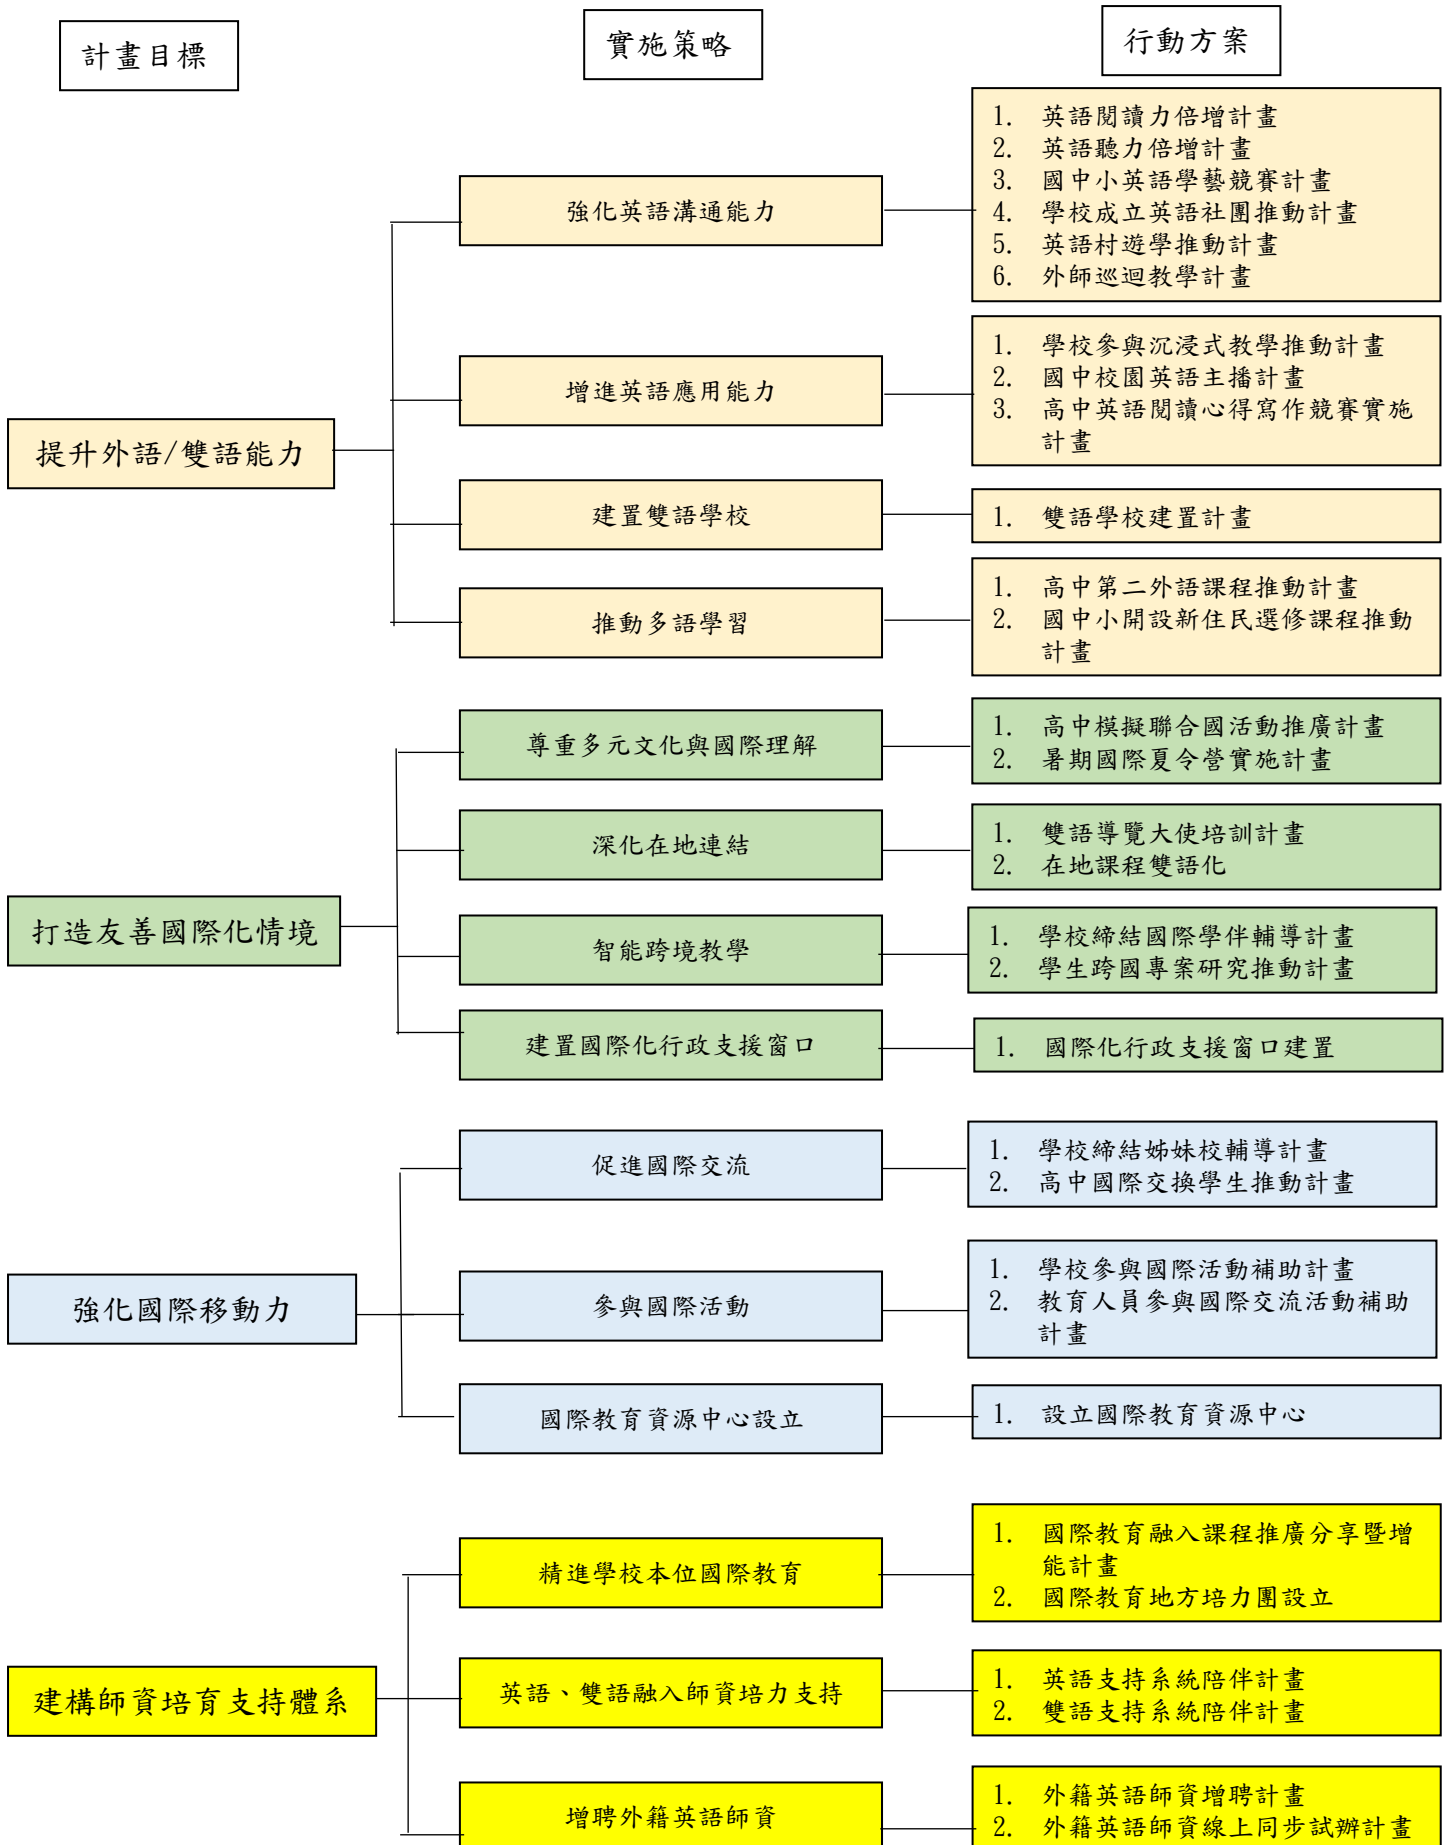 計畫目標
實施策略
行動方案
提升外語/雙語能力
強化英語溝通能力
1. 英語閱讀力倍增計畫
2. 英語聽力倍增計畫
3. 國中小英語學藝競賽計畫
4. 學校成立英語社團推動計畫
5. 英語村遊學推動計畫
6. 外師巡迴教學計畫
增進英語應用能力
1. 學校參與沉浸式教學推動計畫
2. 國中校園英語主播計畫
3. 高中英語閱讀心得寫作競賽實施
計畫
建置雙語學校
1. 雙語學校建置計畫
推動多語學習
1. 高中第二外語課程推動計畫
2. 國中小開設新住民選修課程推動
計畫
打造友善國際化情境
尊重多元文化與國際理解
1. 高中模擬聯合國活動推廣計畫
2. 暑期國際夏令營實施計畫
深化在地連結
1. 雙語導覽大使培訓計畫
2. 在地課程雙語化
智能跨境教學
1. 學校締結國際學伴輔導計畫
2. 學生跨國專案研究推動計畫
建置國際化行政支援窗口
1. 國際化行政支援窗口建置
強化國際移動力
促進國際交流
1. 學校締結姊妹校輔導計畫
2. 高中國際交換學生推動計畫
參與國際活動
1. 學校參與國際活動補助計畫
2. 教育人員參與國際交流活動補助
計畫
國際教育資源中心設立
1. 設立國際教育資源中心
建構師資培育支持體系
精進學校本位國際教育
1. 國際教育融入課程推廣分享暨增
能計畫
2. 國際教育地方培力團設立
英語、雙語融入師資培力支持
1. 英語支持系統陪伴計畫
2. 雙語支持系統陪伴計畫
增聘外籍英語師資
1. 外籍英語師資增聘計畫
2. 外籍英語師資線上同步試辦計畫